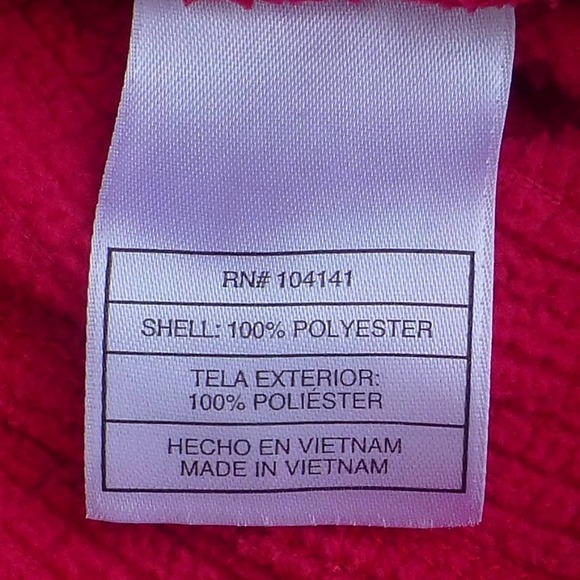 RN# 104141
SHELL: 100% POLYESTER
TELA EXTERIOR:
100% POLIÉSTER
HECHO EN VIETNAM
MADE IN VIETNAM